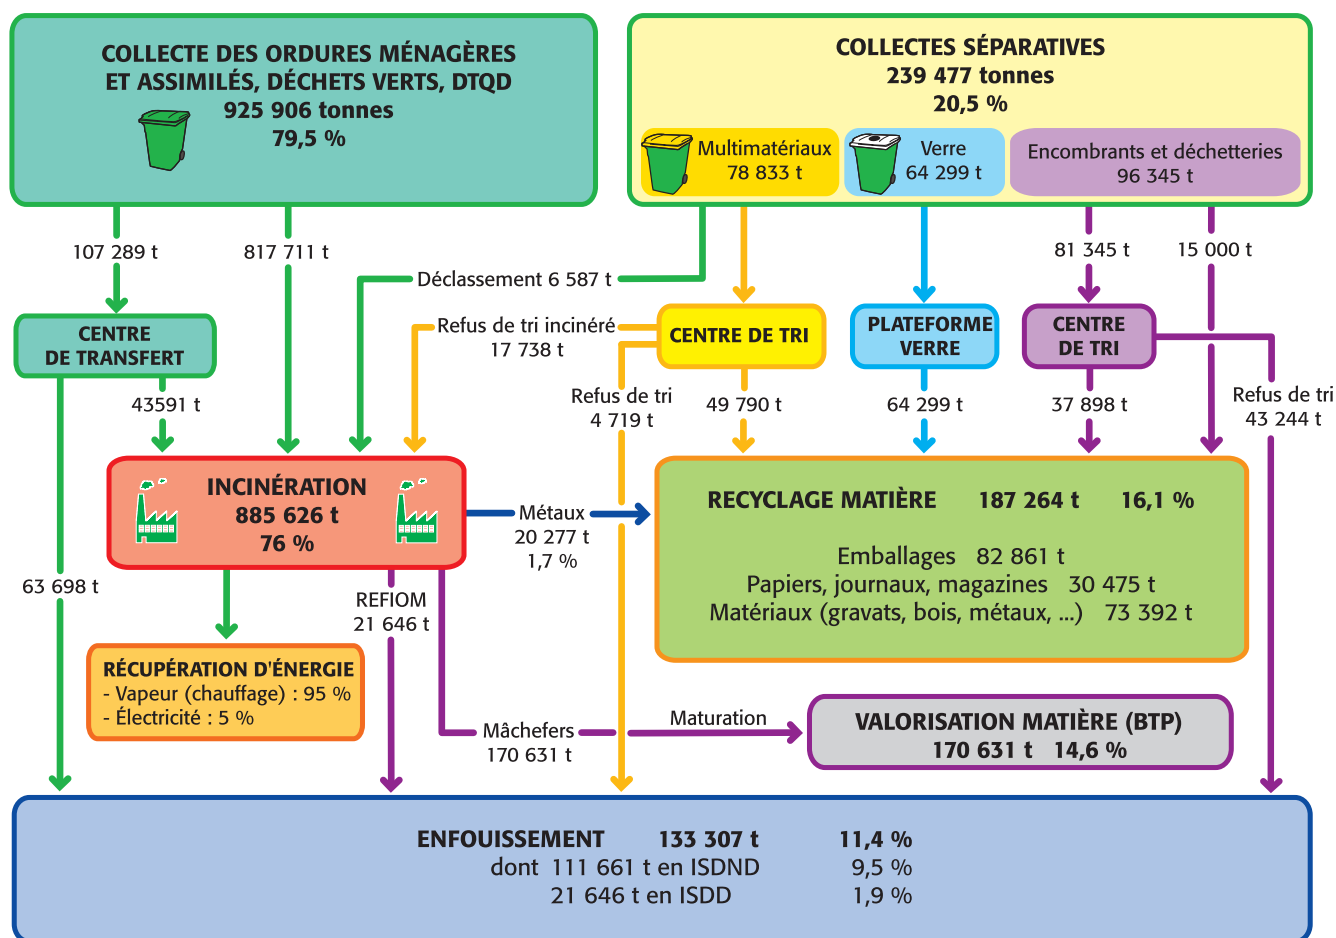 COLLECTE DES ORDURES MÉNAGÈRES
ET ASSIMILÉS, DÉCHETS VERTS, DTQD
925 906 tonnes
79,5 %
COLLECTES SÉPARATIVES
239 477 tonnes
20,5 %
Multimatériaux
78 833 t
Verre
64 299 t
Encombrants et déchetteries
96 345 t
107 289 t
817 711 t
Déclassement 6 587 t
81 345 t
15 000 t
CENTRE
DE TRANSFERT
Refus de tri incinéré
17 738 t
CENTRE DE TRI
PLATEFORME
VERRE
CENTRE
DE TRI
43591 t
Refus de tri
4 719 t
49 790 t
64 299 t
37 898 t
Refus de tri
43 244 t
INCINÉRATION
885 626 t
76 %
Métaux
20 277 t
1,7 %
RECYCLAGE MATIÈRE 187 264 t 16,1 %
Emballages 82 861 t
Papiers, journaux, magazines 30 475 t
Matériaux (gravats, bois, métaux, ...) 73 392 t
63 698 t
REFIOM
21 646 t
RÉCUPÉRATION D'ÉNERGIE
- Vapeur (chauffage) : 95 %
- Électricité : 5 %
Mâchefers
170 631 t
Maturation
VALORISATION MATIÈRE (BTP)
170 631 t 14,6 %
ENFOUISSEMENT 133 307 t 11,4 %
dont 111 661 t en ISDND 9,5 %
21 646 t en ISDD 1,9 %